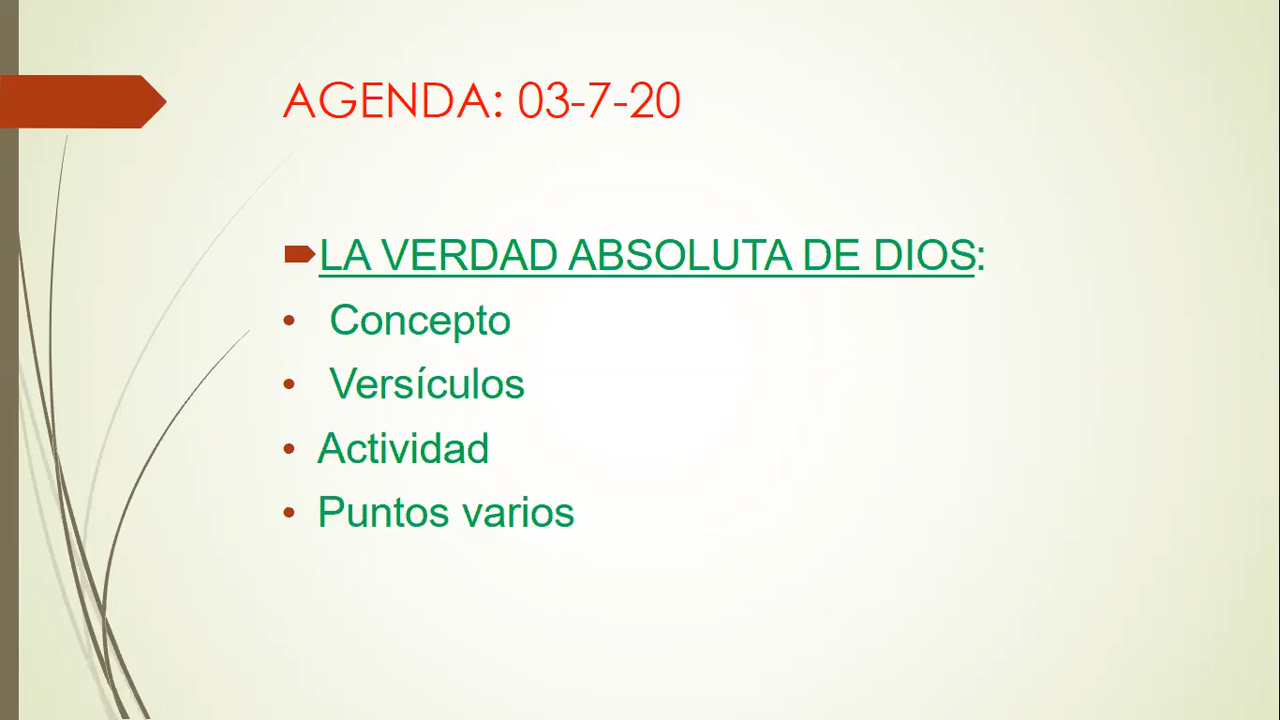 AGENDA: 03-7-20
LA VERDAD ABSOLUTA DE DIOS:
• Concepto
• Versículos
• Actividad
• Puntos varios